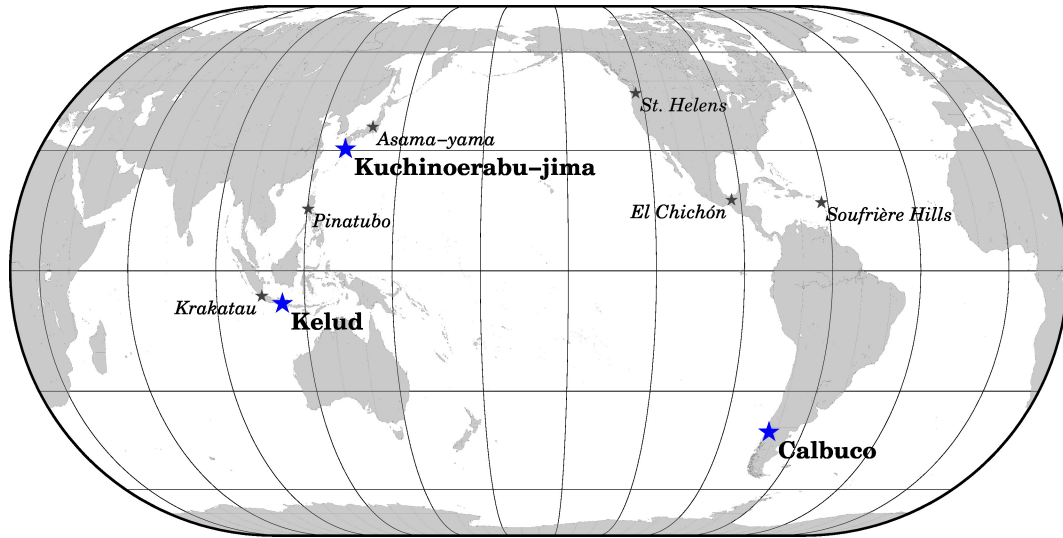 St. Helens
Asama−yama
Kuchinoerabu−jima
El Chichón
Soufrière Hills
Pinatubo
Krakatau
Kelud
Calbuco